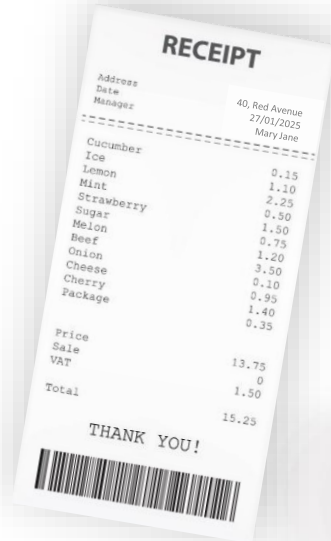 RECEIPT
Address 40, Red Avenue
Date 27/01/2025
Manager Mary Jane
Cucumber 0.15
Ice 1.10
Lemon 2.25
Mint 0.50
Strawberry 1.50
Sugar 0.75
Melon 1.20
Beef 3.50
Onion 0.10
Cheese 0.95
Cherry 1.40
Package 0.35
Price 13.75
Sale 0
VAT 1.50
Total 15.25
THANK YOU!